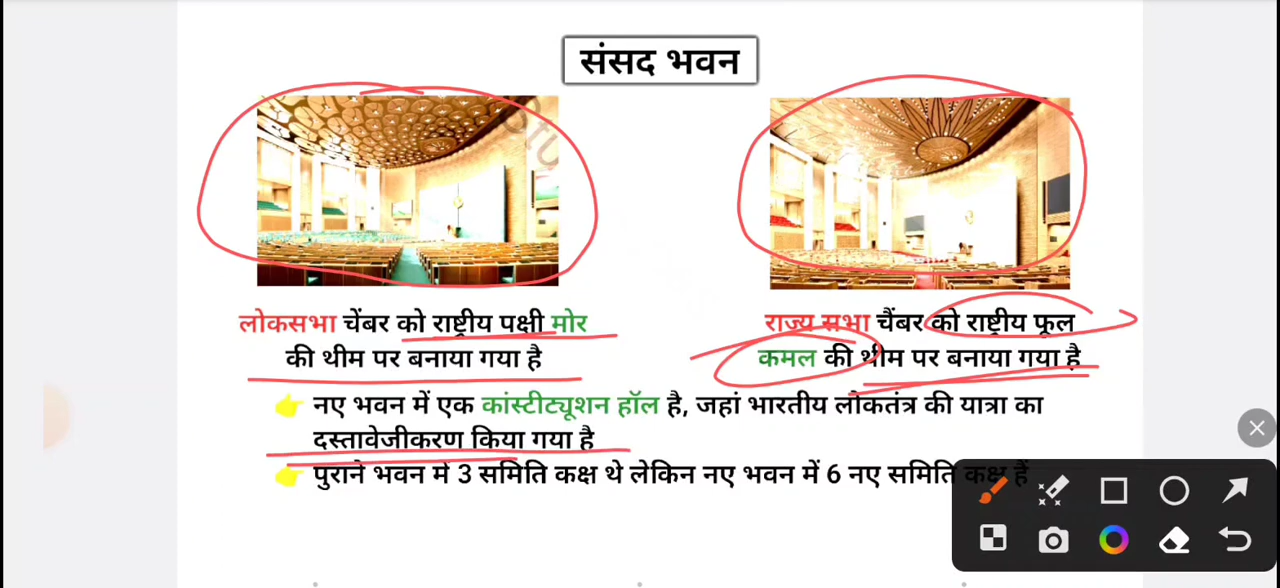 संसद भवन
लोकसभा चेंबर को राष्ट्रीय पक्षी मोर
की थीम पर बनाया गया है
राज्य सभा चैंबर को राष्ट्रीय फूल
कमल की थीम पर बनाया गया है
👉 नए भवन में एक कांस्टीट्यूशन हॉल है, जहां भारतीय लोकतंत्र की यात्रा का
दस्तावेजीकरण किया गया है
👉 पुराने भवन में 3 समिति कक्ष थे लेकिन नए भवन में 6 नए समिति कक्ष हैं